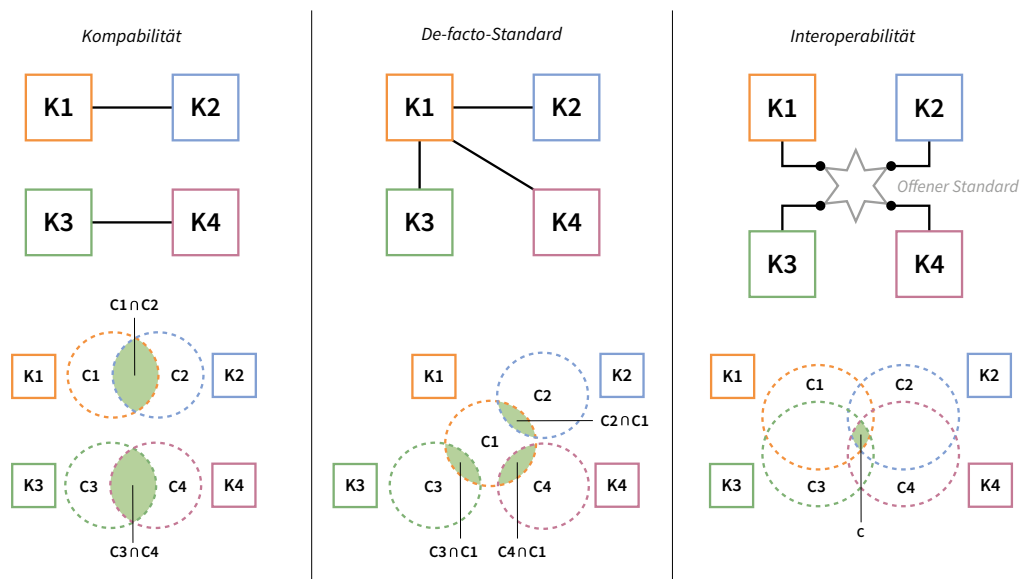 Kompabilität
K1
K2
K3
K4
C1∩C2
K1
C1
C2
K2
K3
C3
C4
K4
C3∩C4
De-facto-Standard
K1
K2
K3
K4
K1
K2
C2
C2∩C1
C1
K3
C3
C4
K4
C3∩C1
C4∩C1
Interoperabilität
K1
K2
Offener Standard
K3
K4
K1
C1
C2
K2
K3
C3
C4
K4
C